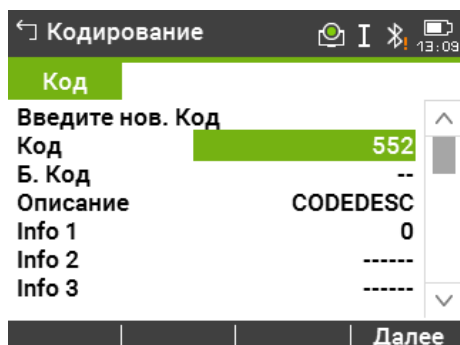 Кодирование I 13:09
Код
Введите нов. Код
Код 552
Б. Код --
Описание CODEDESC
Info 1 0
Info 2 ------
Info 3 ------
Далее